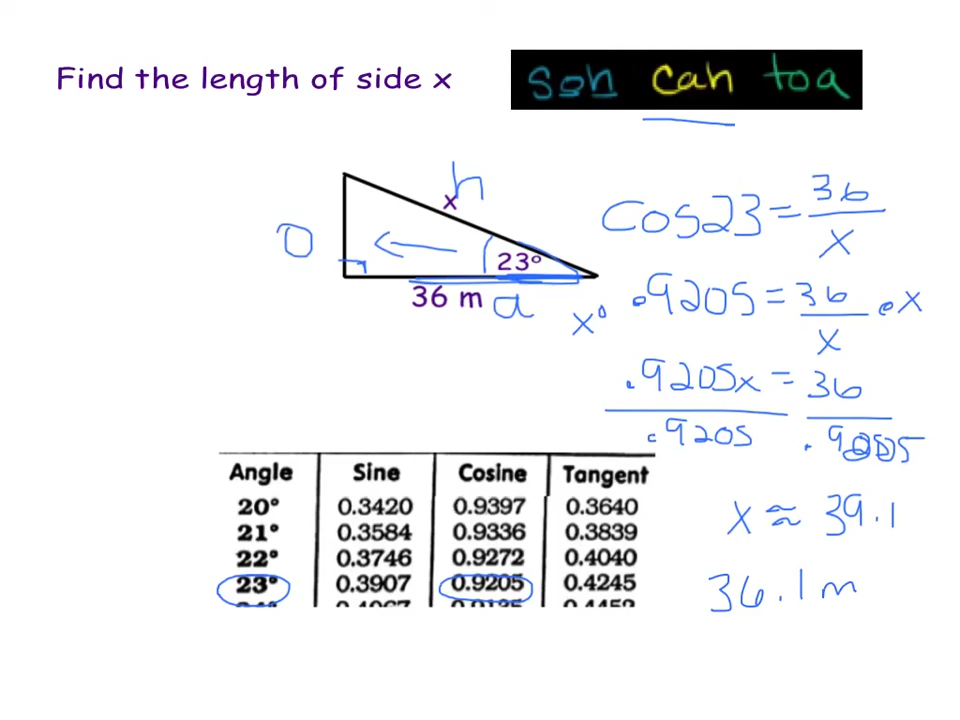 Find the length of side x
soh cah toa
h
x
O
23°
36 m
a
cos23 = 36/x
x• .9205 = 36/x •x
.9205x = 36
.9205 .9205
x ≈ 39.1
36.1 m
Angle Sine Cosine Tangent
20° 0.3420 0.9397 0.3640
21° 0.3584 0.9336 0.3839
22° 0.3746 0.9272 0.4040
23° 0.3907 0.9205 0.4245